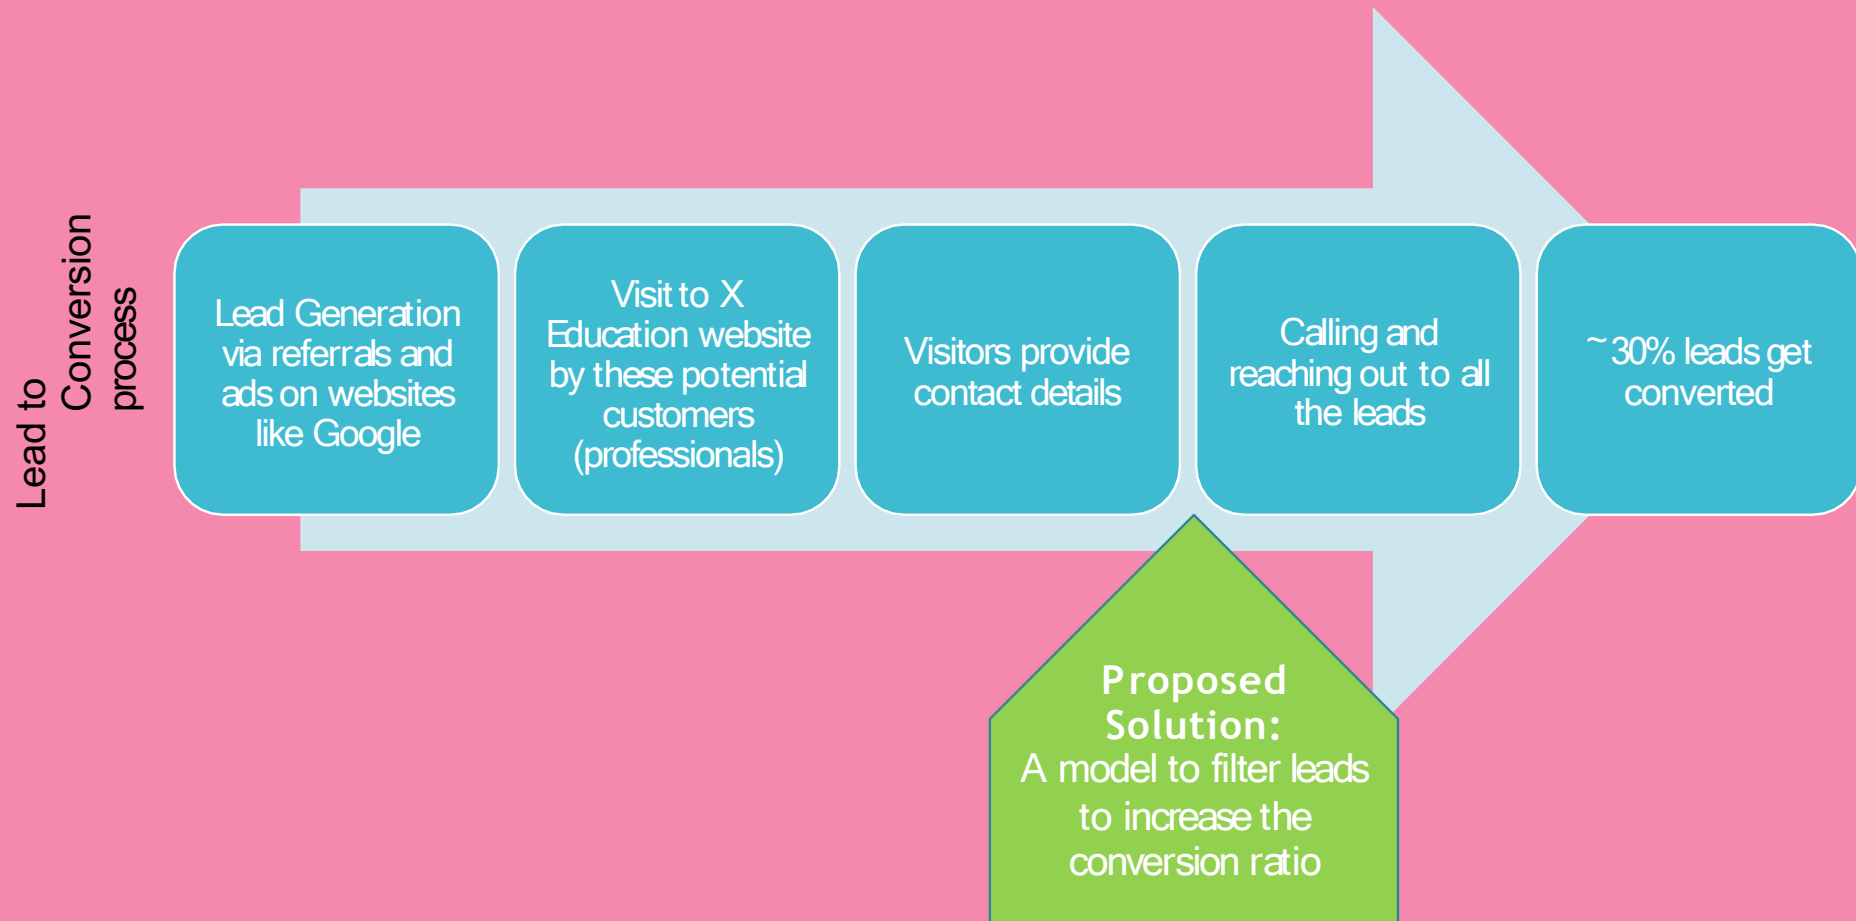 Lead to
Conversion
process
Lead Generation
via referrals and
ads on websites
like Google
Visit to X
Education website
by these potential
customers
(professionals)
Visitors provide
contact details
Calling and
reaching out to all
the leads
~30% leads get
converted
Proposed
Solution:
A model to filter leads
to increase the
conversion ratio